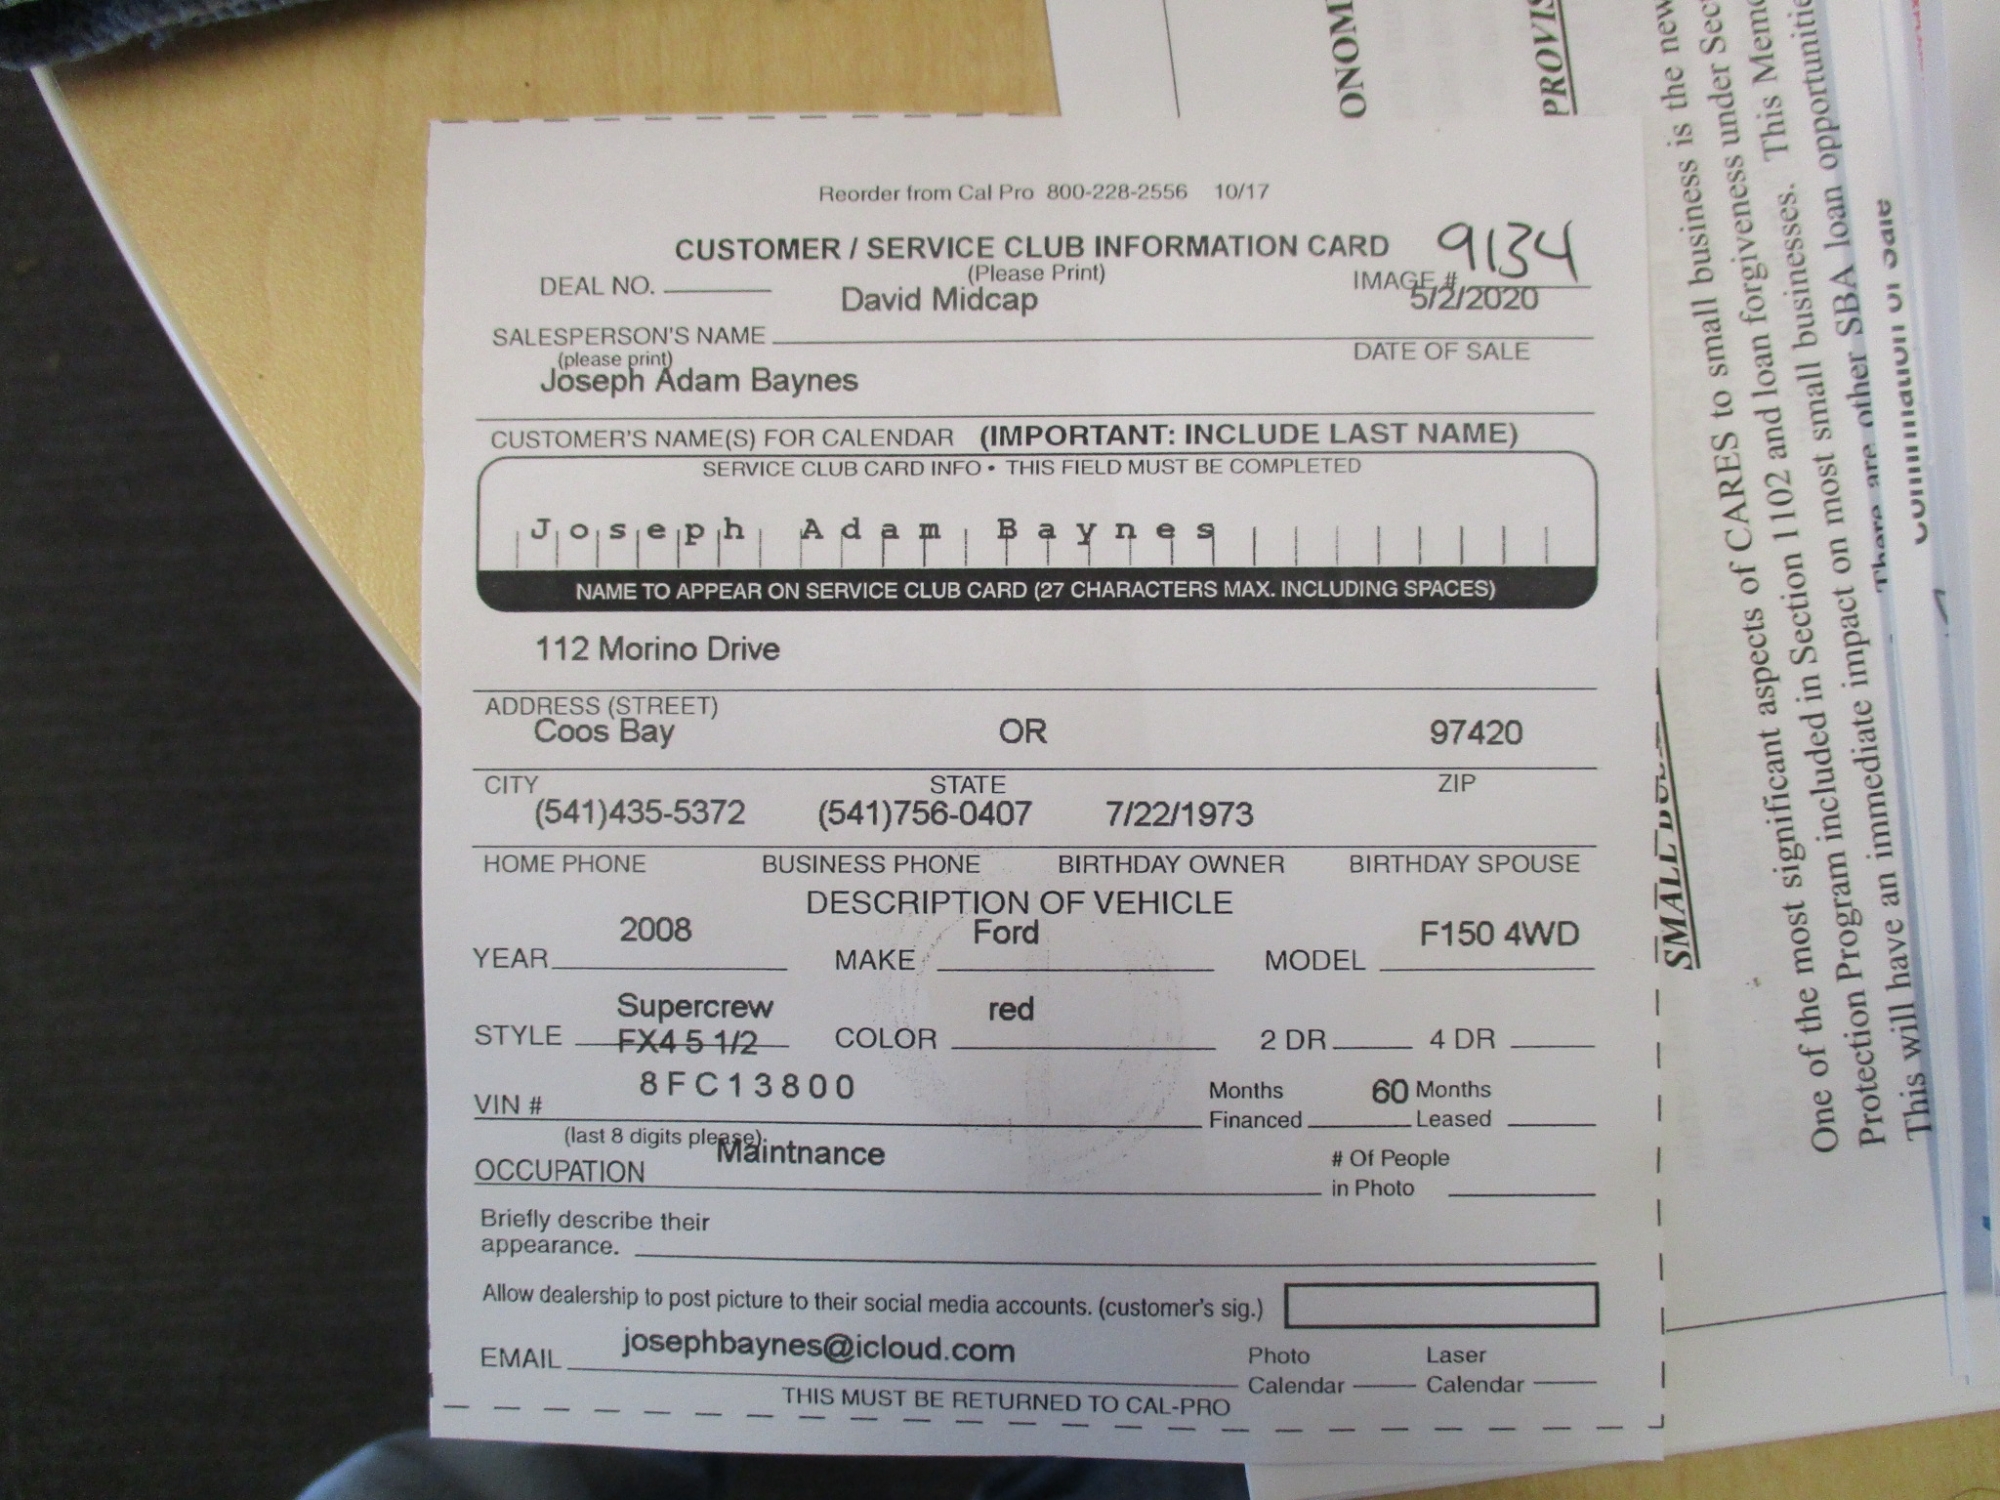 Reorder from Cal Pro 800-228-2556 10/17
CUSTOMER / SERVICE CLUB INFORMATION CARD 9134
(Please Print)
DEAL NO. IMAGE #
David Midcap 5/2/2020
SALESPERSON'S NAME
(please print) DATE OF SALE
Joseph Adam Baynes
CUSTOMER'S NAME(S) FOR CALENDAR (IMPORTANT: INCLUDE LAST NAME)
SERVICE CLUB CARD INFO • THIS FIELD MUST BE COMPLETED
Joseph Adam Baynes
NAME TO APPEAR ON SERVICE CLUB CARD (27 CHARACTERS MAX. INCLUDING SPACES)
112 Morino Drive
ADDRESS (STREET)
Coos Bay OR 97420
CITY STATE ZIP
(541)435-5372 (541)756-0407 7/22/1973
HOME PHONE BUSINESS PHONE BIRTHDAY OWNER BIRTHDAY SPOUSE
DESCRIPTION OF VEHICLE
2008 Ford F150 4WD
YEAR MAKE MODEL
Supercrew red
STYLE FX4 5 1/2 COLOR 2 DR. 4 DR
8FC13800 Months 60 Months
VIN # Financed Leased
(last 8 digits please)
Maintnance
OCCUPATION # Of People
in Photo
Briefly describe their
appearance.
Allow dealership to post picture to their social media accounts. (customer's sig.)
josephbaynes@icloud.com
EMAIL Photo Laser
Calendar Calendar
THIS MUST BE RETURNED TO CAL-PRO
ONOM
PROVIS
SMALL
One of the most significant aspects of CARES to small business is the new
Protection Program included in Section 1102 and loan forgiveness under Sec
This will have an immediate impact on most small businesses. This Memo
There are other SBA loan opportunitie